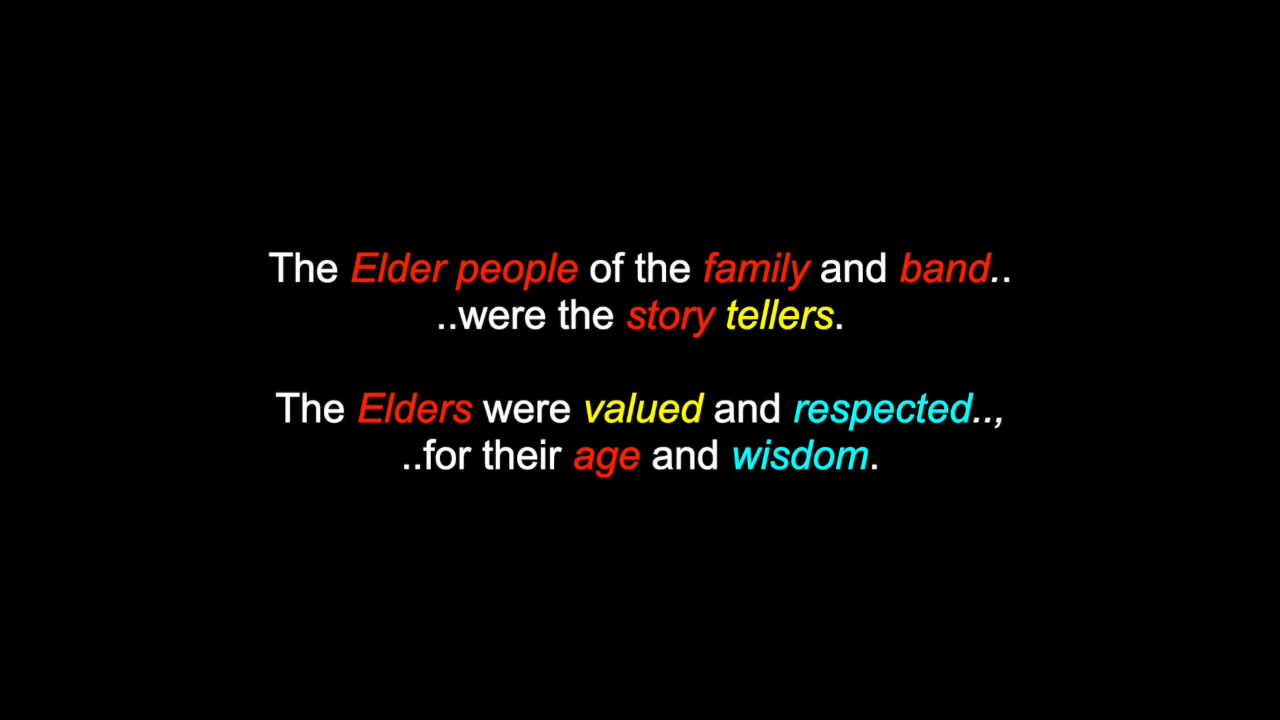 The Elder people of the family and band..
..were the story tellers.
The Elders were valued and respected..,
..for their age and wisdom.